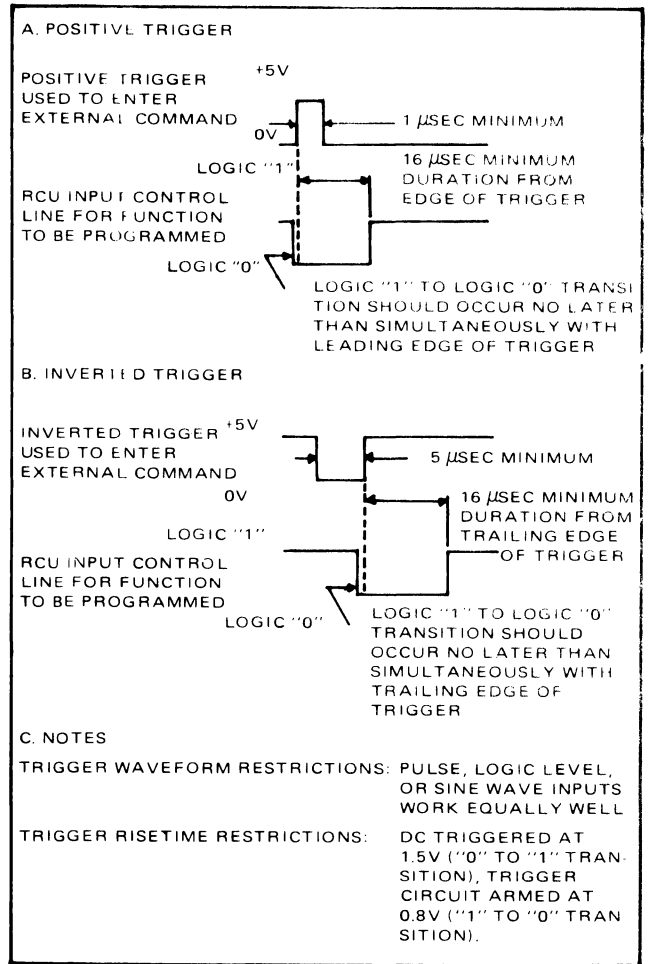 A. POSITIVE TRIGGER
+5V
POSITIVE TRIGGER
USED TO ENTER
EXTERNAL COMMAND
0V
1 µSEC MINIMUM
LOGIC "1"
16 µSEC MINIMUM
DURATION FROM
EDGE OF TRIGGER
RCU INPUT CONTROL
LINE FOR FUNCTION
TO BE PROGRAMMED
LOGIC "0"
LOGIC "1" TO LOGIC "0" TRANSI
TION SHOULD OCCUR NO LATER
THAN SIMULTANEOUSLY WITH
LEADING EDGE OF TRIGGER
B. INVERTED TRIGGER
+5V
INVERTED TRIGGER
USED TO ENTER
EXTERNAL COMMAND
0V
5 µSEC MINIMUM
LOGIC "1"
16 µSEC MINIMUM
DURATION FROM
TRAILING EDGE
OF TRIGGER
RCU INPUT CONTROL
LINE FOR FUNCTION
TO BE PROGRAMMED
LOGIC "0"
LOGIC "1" TO LOGIC "0"
TRANSITION SHOULD
OCCUR NO LATER THAN
SIMULTANEOUSLY WITH
TRAILING EDGE OF
TRIGGER
C. NOTES
TRIGGER WAVEFORM RESTRICTIONS: PULSE, LOGIC LEVEL,
OR SINE WAVE INPUTS
WORK EQUALLY WELL
TRIGGER RISETIME RESTRICTIONS: DC TRIGGERED AT
1.5V ("0" TO "1" TRAN-
SITION), TRIGGER
CIRCUIT ARMED AT
0.8V ("1" TO "0" TRAN
SITION).